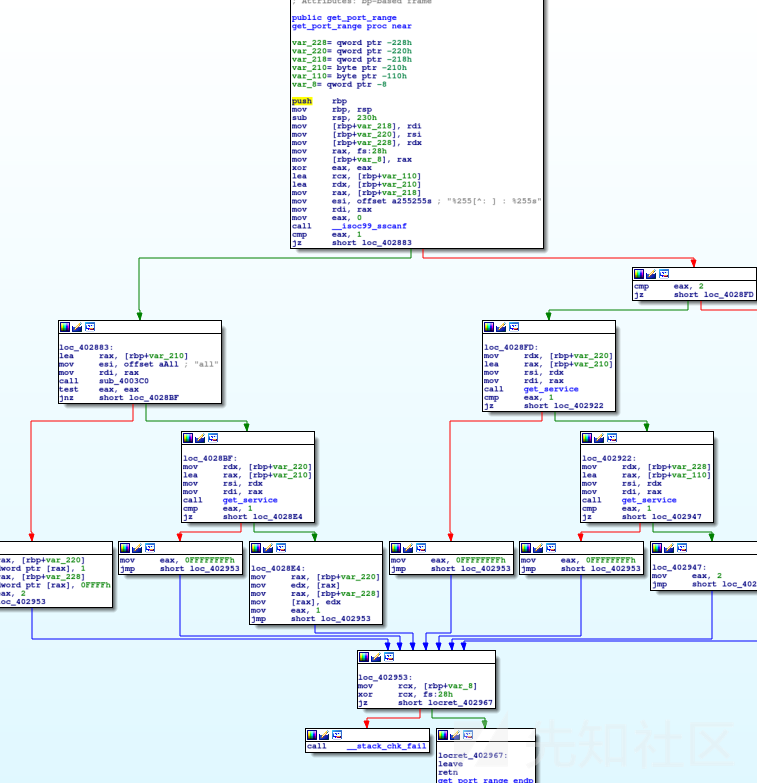 ; Attributes: bp-based frame
public get_port_range
get_port_range proc near
var_228= qword ptr -228h
var_220= qword ptr -220h
var_218= qword ptr -218h
var_210= byte ptr -210h
var_110= byte ptr -110h
var_8= qword ptr -8
push rbp
mov rbp, rsp
sub rsp, 230h
mov [rbp+var_218], rdi
mov [rbp+var_220], rsi
mov [rbp+var_228], rdx
mov rax, fs:28h
mov [rbp+var_8], rax
xor eax, eax
lea rcx, [rbp+var_110]
lea rdx, [rbp+var_210]
mov rax, [rbp+var_218]
mov esi, offset a255255s ; "%255[^: ] : %255s"
mov rdi, rax
mov eax, 0
call __isoc99_sscanf
cmp eax, 1
jz short loc_402883
cmp eax, 2
jz short loc_4028FD
loc_402883:
lea rax, [rbp+var_210]
mov esi, offset aAll ; "all"
mov rdi, rax
call sub_4003C0
test eax, eax
jnz short loc_4028BF
loc_4028FD:
mov rdx, [rbp+var_220]
lea rax, [rbp+var_210]
mov rsi, rdx
mov rdi, rax
call get_service
cmp eax, 1
jz short loc_402922
loc_4028BF:
mov rdx, [rbp+var_220]
lea rax, [rbp+var_210]
mov rsi, rdx
mov rdi, rax
call get_service
cmp eax, 1
jz short loc_4028E4
loc_402922:
mov rdx, [rbp+var_228]
lea rax, [rbp+var_110]
mov rsi, rdx
mov rdi, rax
call get_service
cmp eax, 1
jz short loc_402947
rax, [rbp+var_220]
word ptr [rax], 1
rax, [rbp+var_228]
word ptr [rax], 0FFFFh
ax, 2
oc_402953
mov eax, 0FFFFFFFFh
jmp short loc_402953
loc_4028E4:
mov rax, [rbp+var_220]
mov edx, [rax]
mov rax, [rbp+var_228]
mov [rax], edx
mov eax, 1
jmp short loc_402953
mov eax, 0FFFFFFFFh
jmp short loc_402953
mov eax, 0FFFFFFFFh
jmp short loc_402953
loc_402947:
mov eax, 2
jmp short loc_402
loc_402953:
mov rcx, [rbp+var_8]
xor rcx, fs:28h
jz short locret_402967
call __stack_chk_fail
locret_402967:
leave
retn
get_port_range endp
先知社区